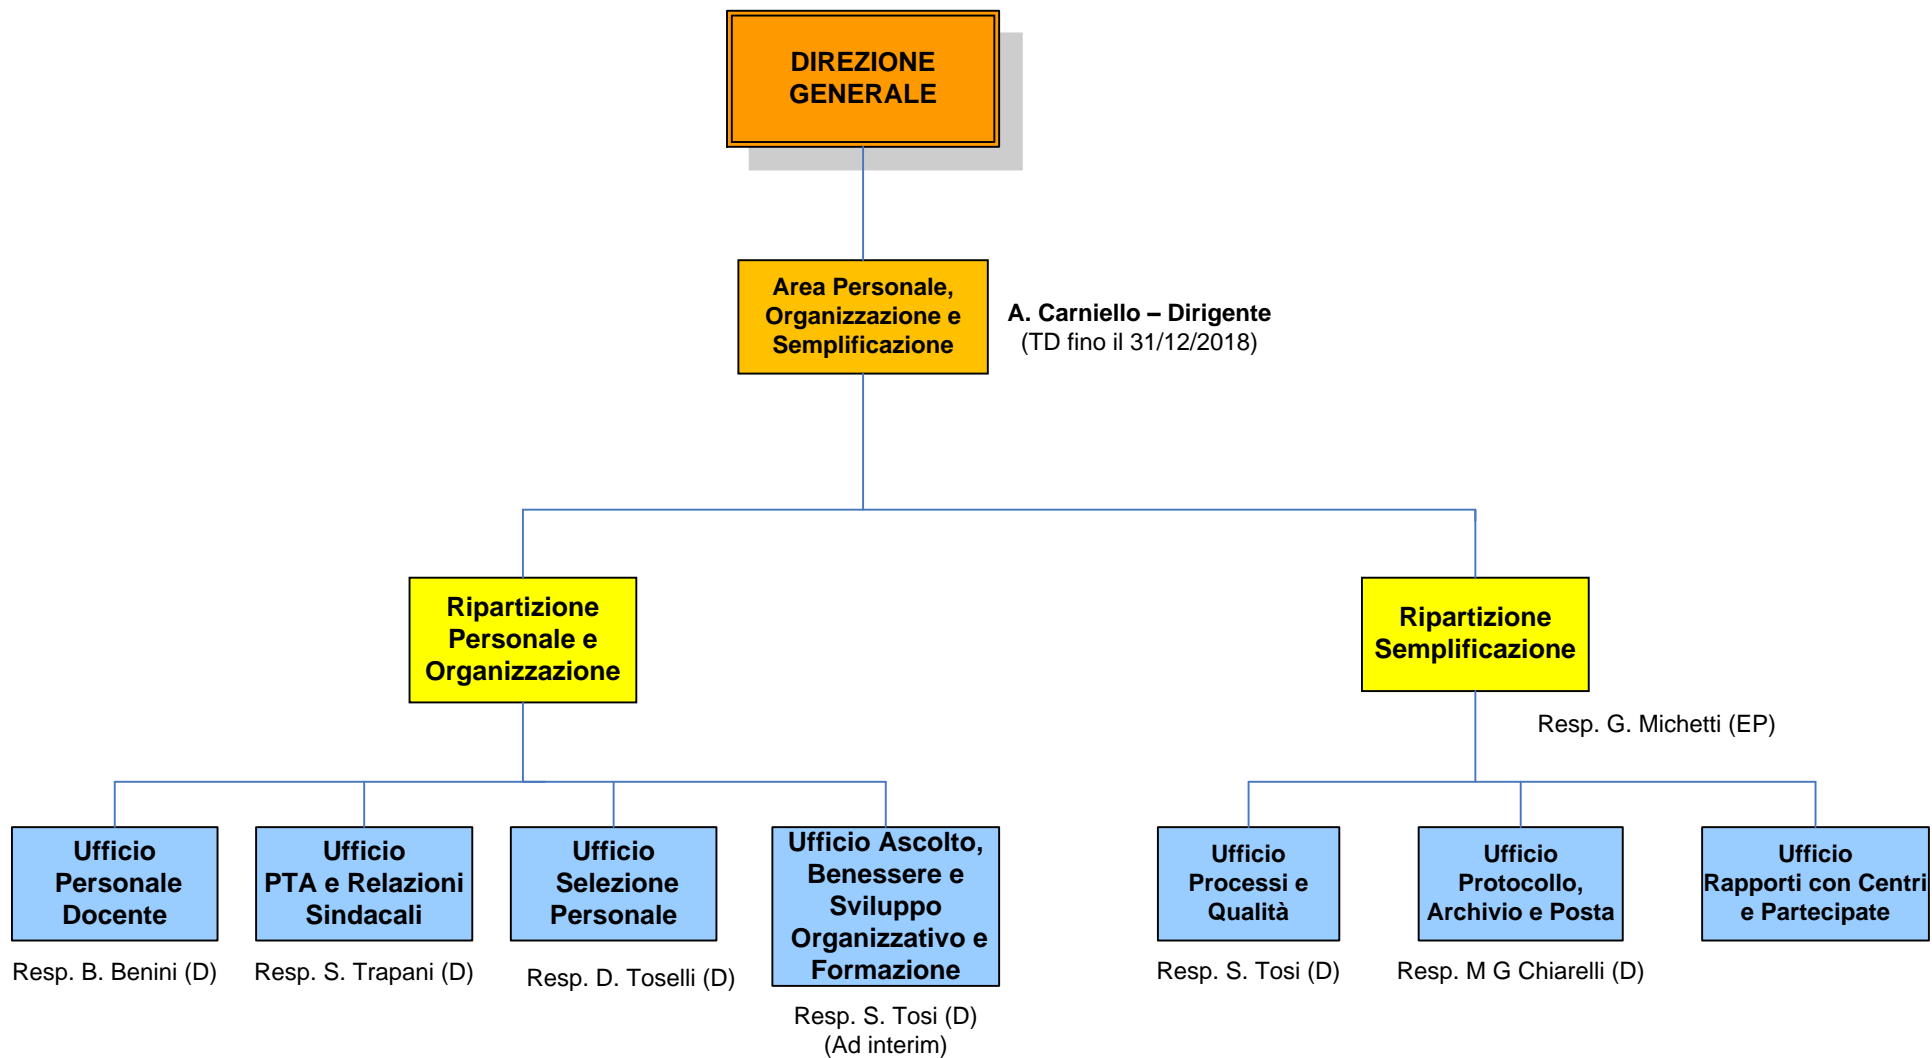 DIREZIONE
GENERALE
Area Personale,
Organizzazione e
Semplificazione
A. Carniello – Dirigente
(TD fino il 31/12/2018)
Ripartizione
Personale e
Organizzazione
Ripartizione
Semplificazione
Resp. G. Michetti (EP)
Ufficio
Personale
Docente
Resp. B. Benini (D)
Ufficio
PTA e Relazioni
Sindacali
Resp. S. Trapani (D)
Ufficio
Selezione
Personale
Resp. D. Toselli (D)
Ufficio Ascolto,
Benessere e
Sviluppo
Organizzativo e
Formazione
Resp. S. Tosi (D)
(Ad interim)
Ufficio
Processi e
Qualità
Resp. S. Tosi (D)
Ufficio
Protocollo,
Archivio e Posta
Resp. M G Chiarelli (D)
Ufficio
Rapporti con Centri
e Partecipate